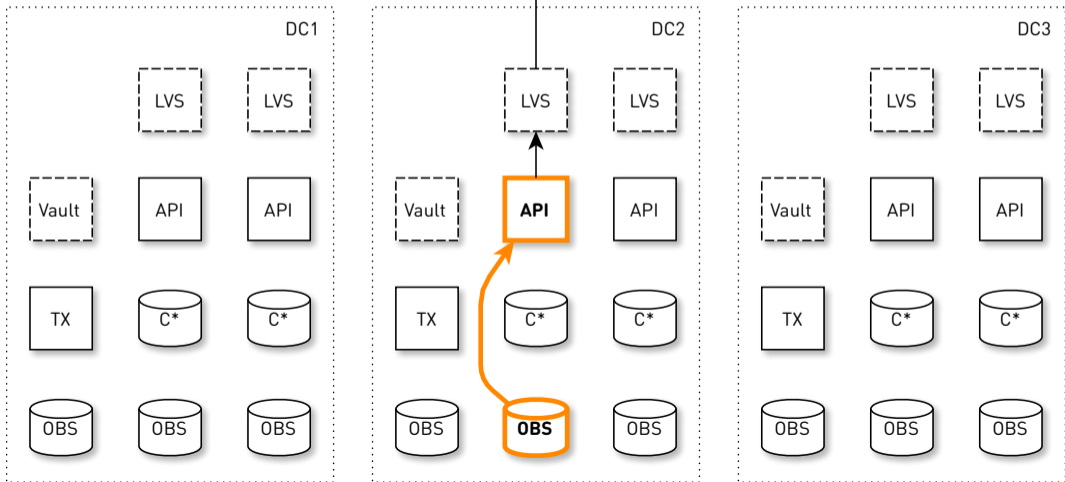 DC1 DC2 DC3
LVS LVS LVS LVS LVS LVS
Vault API API Vault API API Vault API API
TX C* C* TX C* C* TX C* C*
OBS OBS OBS OBS OBS OBS OBS OBS OBS